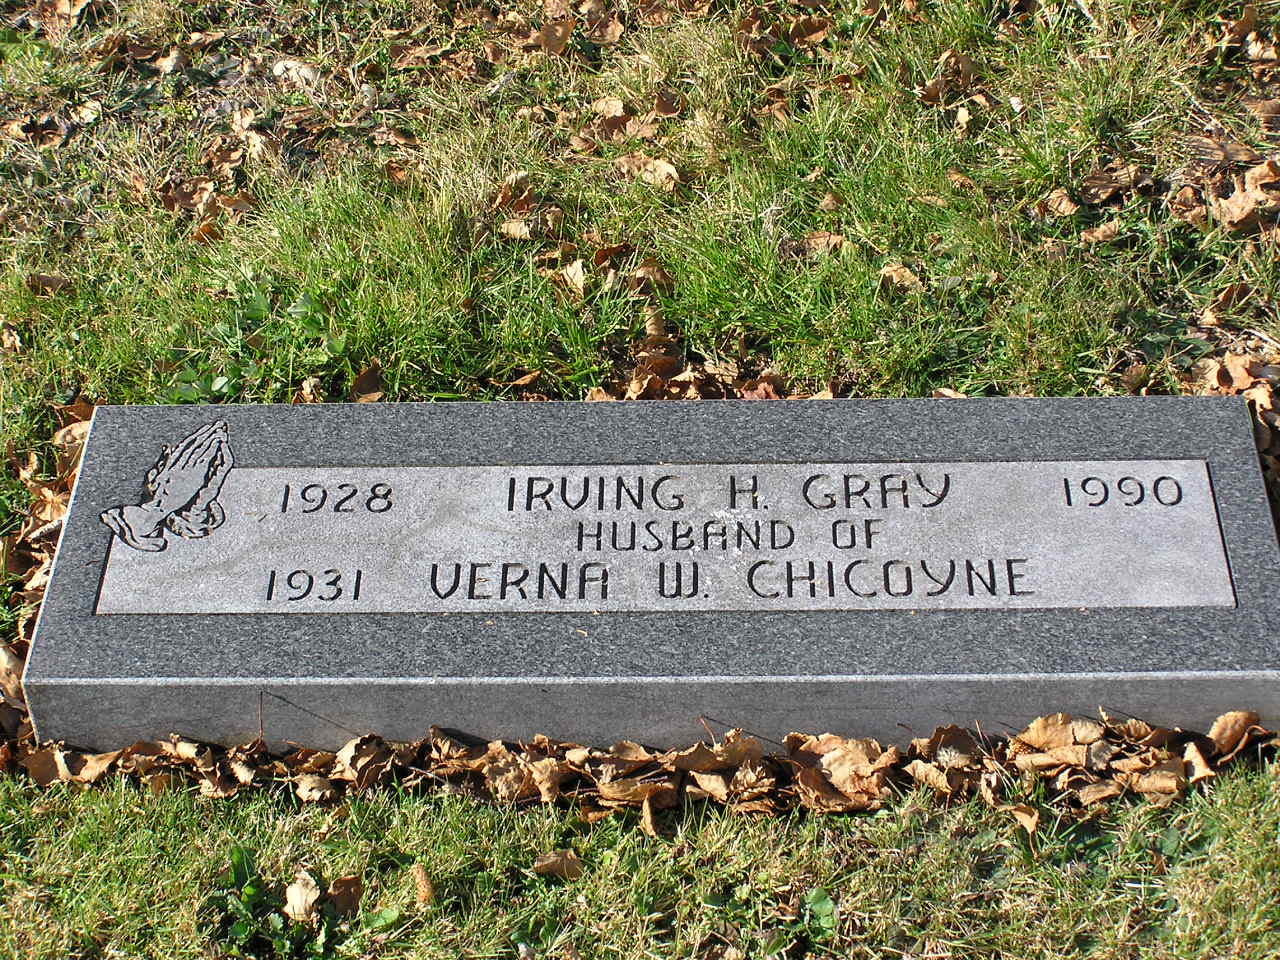 1928 IRVING H. GRAY 1990
HUSBAND OF
1931 VERNA W. CHICOYNE